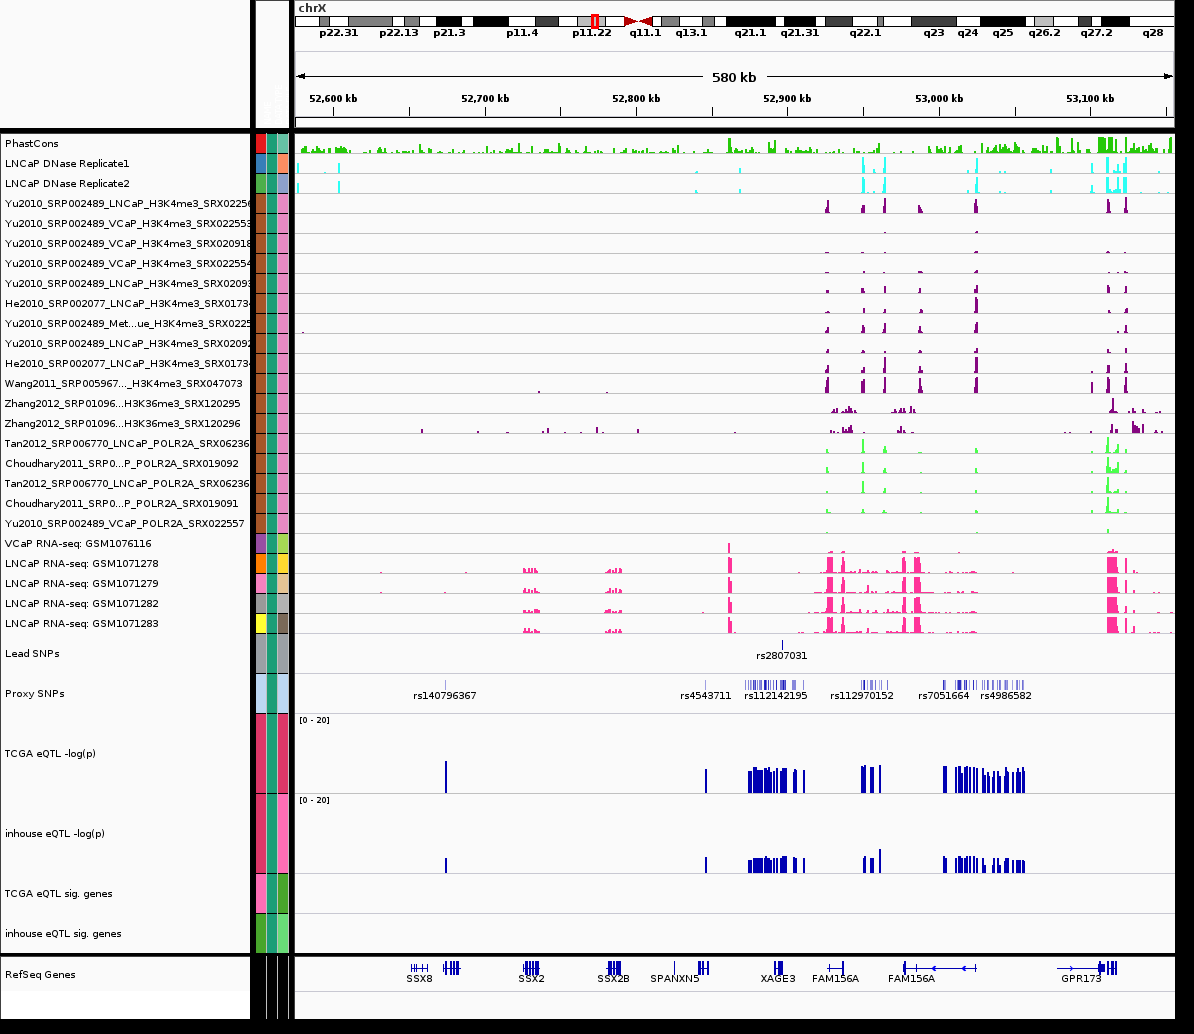 chrX
p22.31 p22.13 p21.3 p11.4 p11.22 q11.1 q13.1 q21.1 q21.31 q22.1 q23 q24 q25 q26.2 q27.2 q28
580 kb
52,600 kb 52,700 kb 52,800 kb 52,900 kb 53,000 kb 53,100 kb
PhastCons
LNCaP DNase Replicate1
LNCaP DNase Replicate2
Yu2010_SRP002489_LNCaP_H3K4me3_SRX02250
Yu2010_SRP002489_VCaP_H3K4me3_SRX022553
Yu2010_SRP002489_VCaP_H3K4me3_SRX020918
Yu2010_SRP002489_VCaP_H3K4me3_SRX022554
Yu2010_SRP002489_LNCaP_H3K4me3_SRX0209
He2010_SRP002077_LNCaP_H3K4me3_SRX0173
Yu2010_SRP002489_Met...ue_H3K4me3_SRX0225
Yu2010_SRP002489_LNCaP_H3K4me3_SRX0209
He2010_SRP002077_LNCaP_H3K4me3_SRX0173
Wang2011_SRP005967..._H3K4me3_SRX047073
Zhang2012_SRP01096...H3K36me3_SRX120295
Zhang2012_SRP01096...H3K36me3_SRX120296
Tan2012_SRP006770_LNCaP_POLR2A_SRX06236
Choudhary2011_SRP0...P_POLR2A_SRX019092
Tan2012_SRP006770_LNCaP_POLR2A_SRX06236
Choudhary2011_SRP0...P_POLR2A_SRX019091
Yu2010_SRP002489_VCaP_POLR2A_SRX022557
VCaP RNA-seq: GSM1076116
LNCaP RNA-seq: GSM1071278
LNCaP RNA-seq: GSM1071279
LNCaP RNA-seq: GSM1071282
LNCaP RNA-seq: GSM1071283
Lead SNPs
rs2807031
Proxy SNPs
rs140796367 rs4543711 rs112142195 rs112970152 rs7051664 rs4986582
[0 - 20]
TCGA eQTL -log(p)
[0 - 20]
inhouse eQTL -log(p)
TCGA eQTL sig. genes
inhouse eQTL sig. genes
RefSeq Genes
SSX8 SSX2 SSX2B SPANXN5 XAGE3 FAM156A FAM156A GPR173